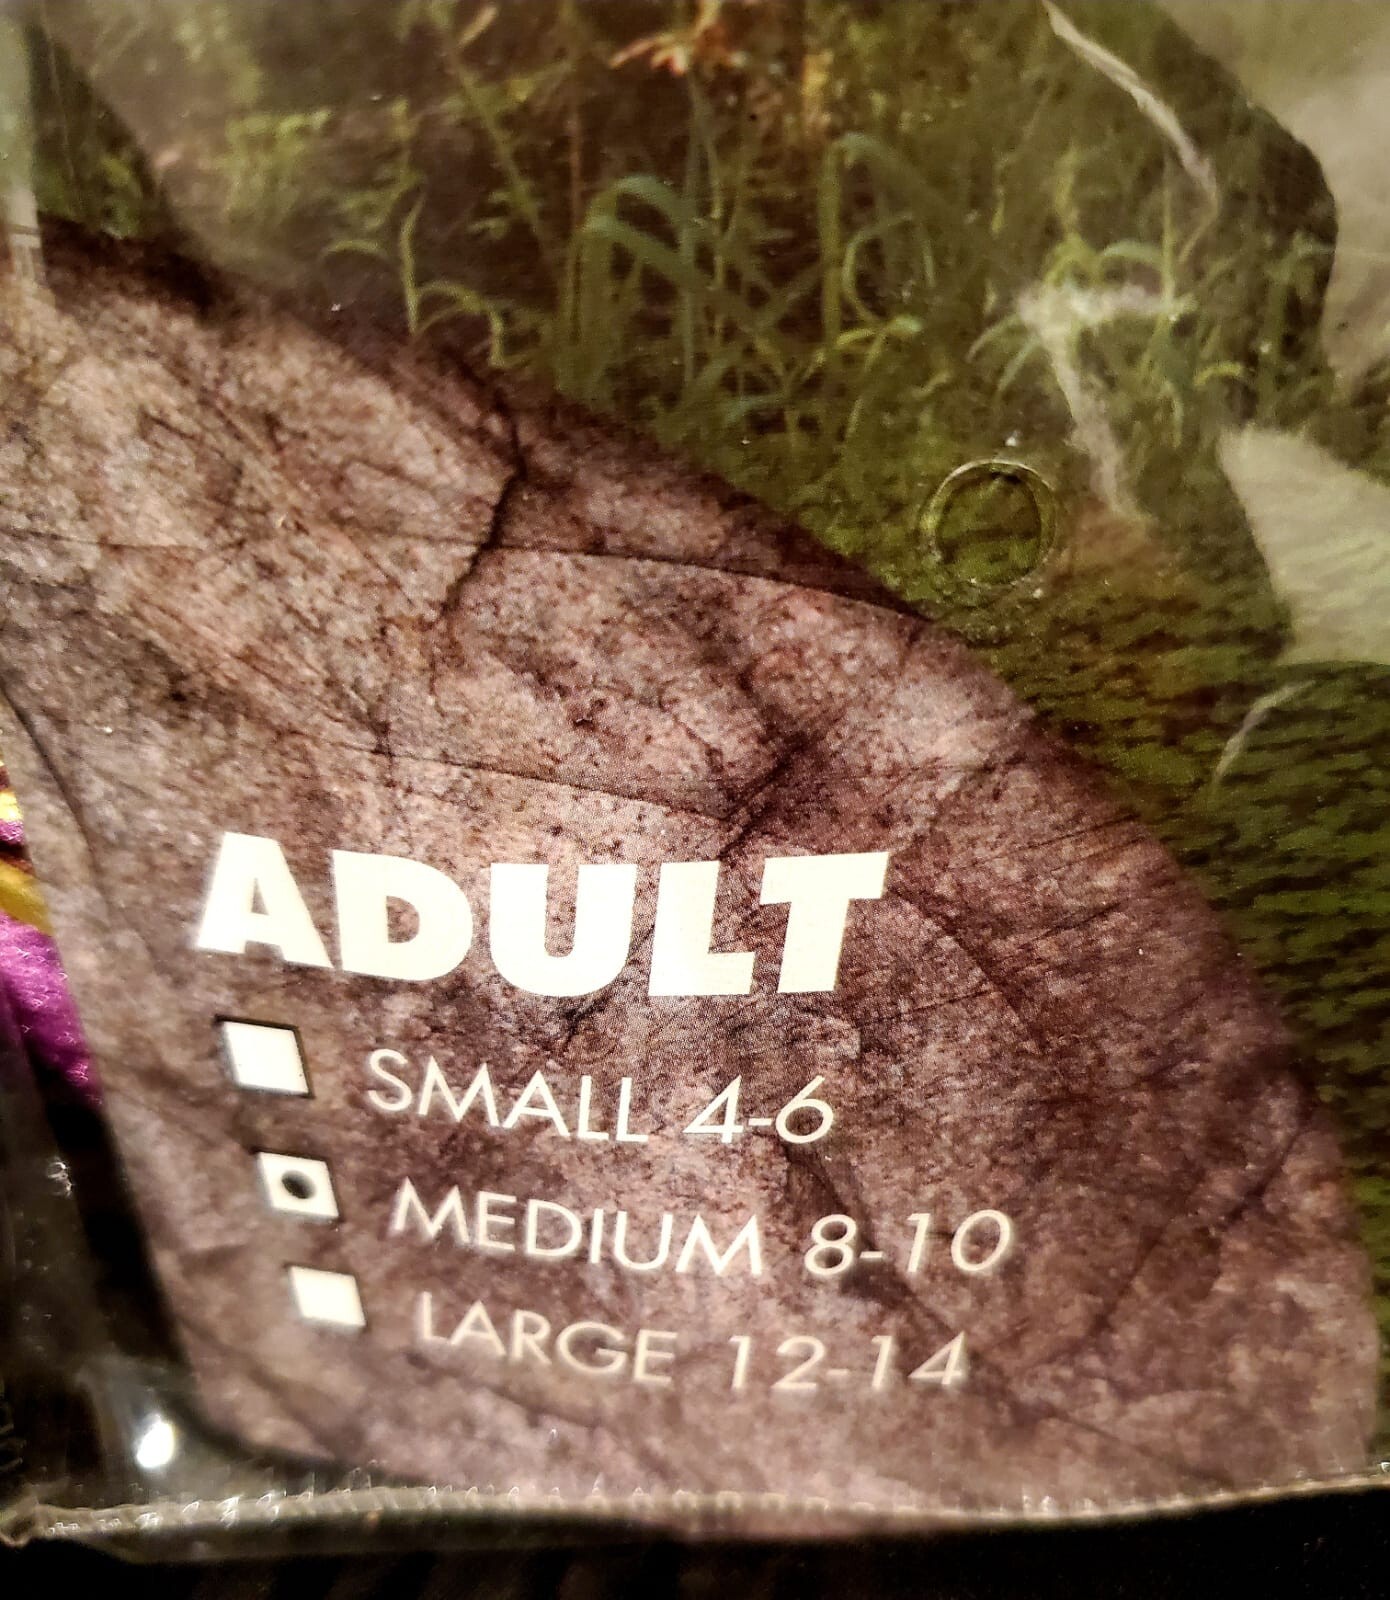 ADULT
SMALL 4-6
MEDIUM 8-10
LARGE 12-14